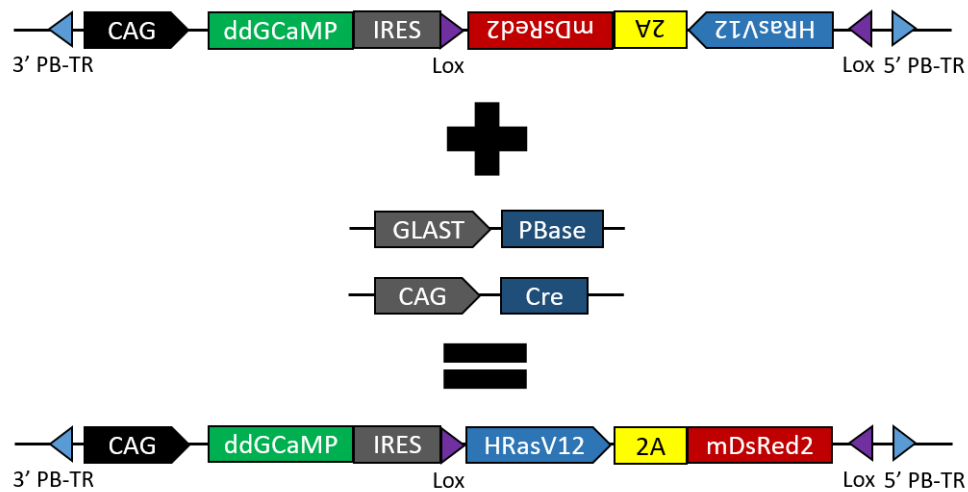 CAG ddGCaMP IRES mDsRed2 2A HRasV12
3' PB-TR Lox Lox 5' PB-TR
GLAST PBase
CAG Cre
CAG ddGCaMP IRES HRasV12 2A mDsRed2
3' PB-TR Lox Lox 5' PB-TR